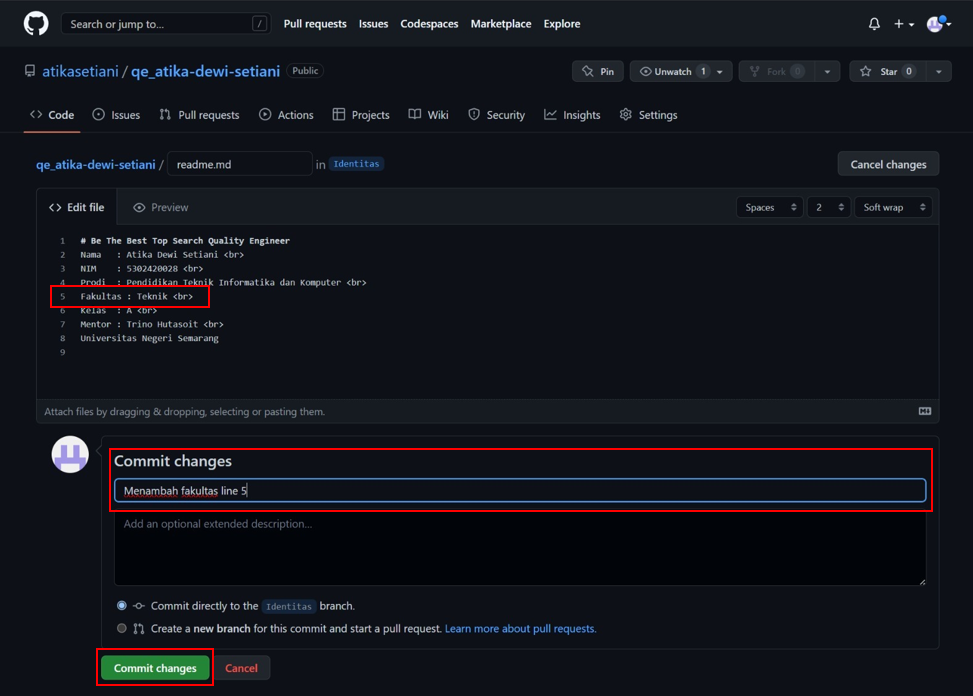 Search or jump to... /
Pull requests Issues Codespaces Marketplace Explore
atikasetiani / qe_atika-dewi-setiani Public
Pin
Unwatch 1
Fork 0
Star 0
Code Issues Pull requests Actions Projects Wiki Security Insights Settings
qe_atika-dewi-setiani / readme.md in Identitas
Cancel changes
Edit file Preview
Spaces 2 Soft wrap
1 # Be The Best Top Search Quality Engineer
2 Nama : Atika Dewi Setiani <br>
3 NIM : 5302420028 <br>
4 Prodi : Pendidikan Teknik Informatika dan Komputer <br>
5 Fakultas : Teknik <br>
6 Kelas : A <br>
7 Mentor : Trino Hutasoit <br>
8 Universitas Negeri Semarang
9
Attach files by dragging & dropping, selecting or pasting them.
Commit changes
Menambah fakultas line 5
Add an optional extended description...
Commit directly to the Identitas branch.
Create a new branch for this commit and start a pull request. Learn more about pull requests.
Commit changes Cancel